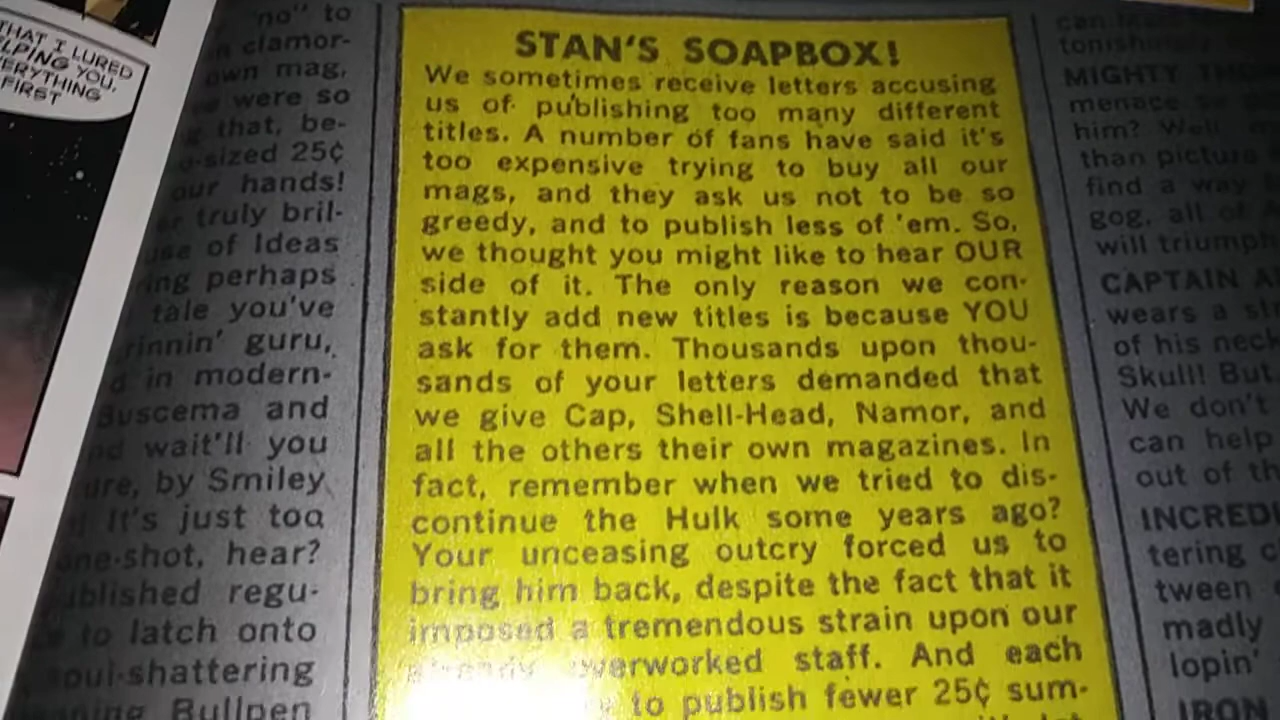 THAT I LURED
YOU,
FIRST
"no" to
clamor-
own mag,
were so
that, be-
-sized 25¢
our hands!
truly bril-
of Ideas
perhaps
tale you've
guru,
in modern-
Buscema and
wait'll you
by Smiley
It's just too
one-shot, hear?
regu-
to latch onto
soul-shattering
Bullpen
STAN'S SOAPBOX!
We sometimes receive letters accusing
us of publishing too many different
titles. A number of fans have said it's
too expensive trying to buy all our
mags, and they ask us not to be so
greedy, and to publish less of 'em. So,
we thought you might like to hear OUR
side of it. The only reason we con-
stantly add new titles is because YOU
ask for them. Thousands upon thou-
sands of your letters demanded that
we give Cap, Shell-Head, Namor, and
all the others their own magazines. In
fact, remember when we tried to dis-
continue the Hulk some years ago?
Your unceasing outcry forced us to
bring him back, despite the fact that it
imposed a tremendous strain upon our
already overworked staff. And each
to publish fewer 25¢ sum-
can
MIGHTY
menace
him? Well,
than picture
find a way
gog, all of
will triumph
CAPTAIN
wears a
of his neck
Skull! But,
We don't
can help
out of
tering
tween
madly
lopin'
IRON